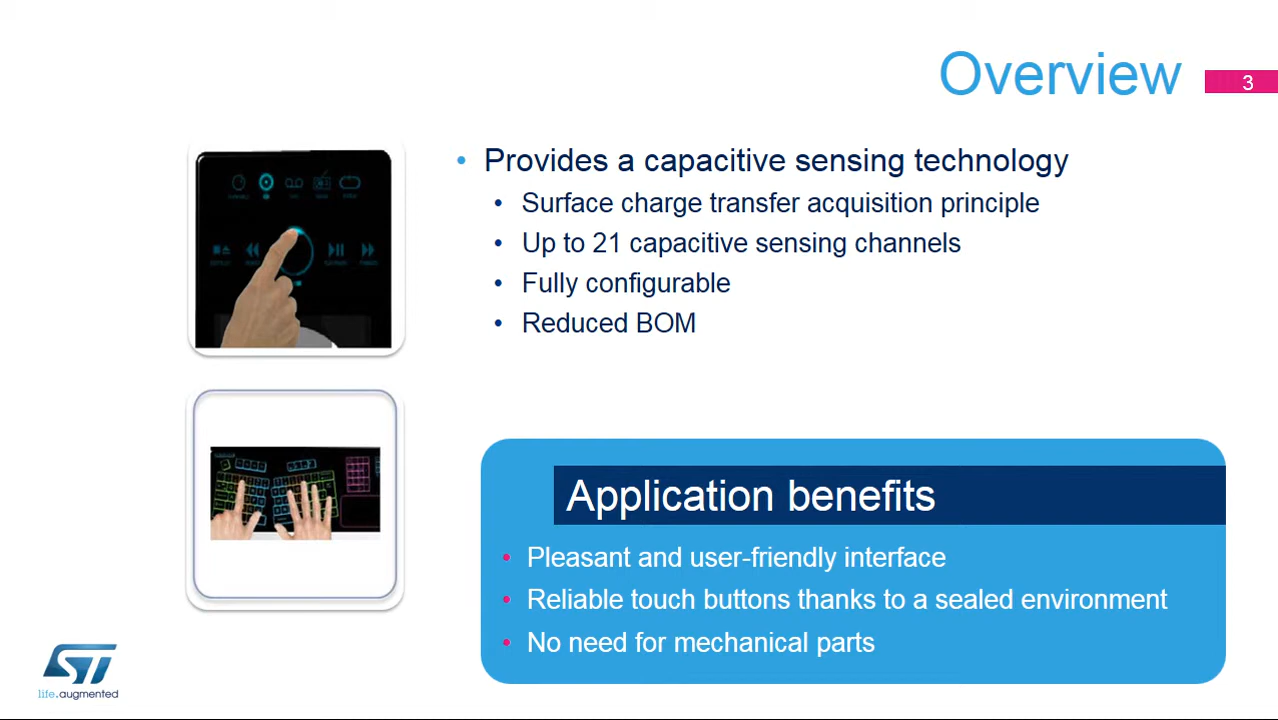 Overview
3
• Provides a capacitive sensing technology
• Surface charge transfer acquisition principle
• Up to 21 capacitive sensing channels
• Fully configurable
• Reduced BOM
Application benefits
• Pleasant and user-friendly interface
• Reliable touch buttons thanks to a sealed environment
• No need for mechanical parts
ST
life.augmented